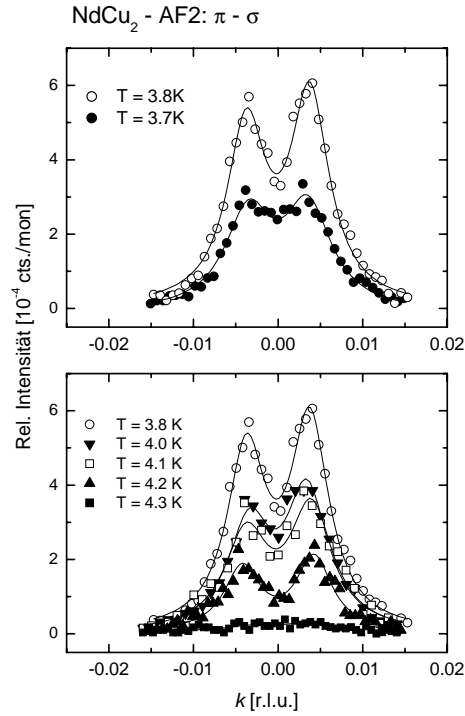 NdCu₂ - AF2: π - σ
Rel. Intensität [10⁻⁴ cts./mon]
6
4
2
0
T = 3.8K
T = 3.7K
-0.02 -0.01 0.00 0.01 0.02
6
4
2
0
T = 3.8 K
T = 4.0 K
T = 4.1 K
T = 4.2 K
T = 4.3 K
-0.02 -0.01 0.00 0.01 0.02
k [r.l.u.]